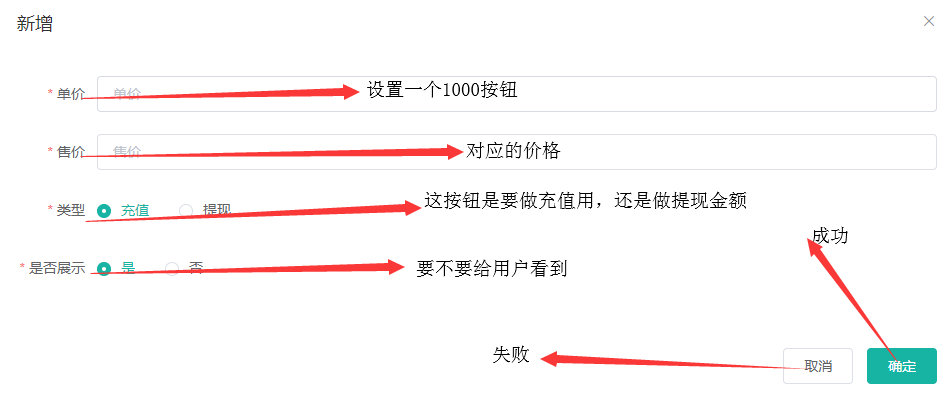 新增
* 单价 单价 设置一个1000按钮
* 售价 售价 对应的价格
* 类型 充值 提现 这按钮是要做充值用，还是做提现金额
成功
* 是否展示 是 否 要不要给用户看到
失败 取消 确定